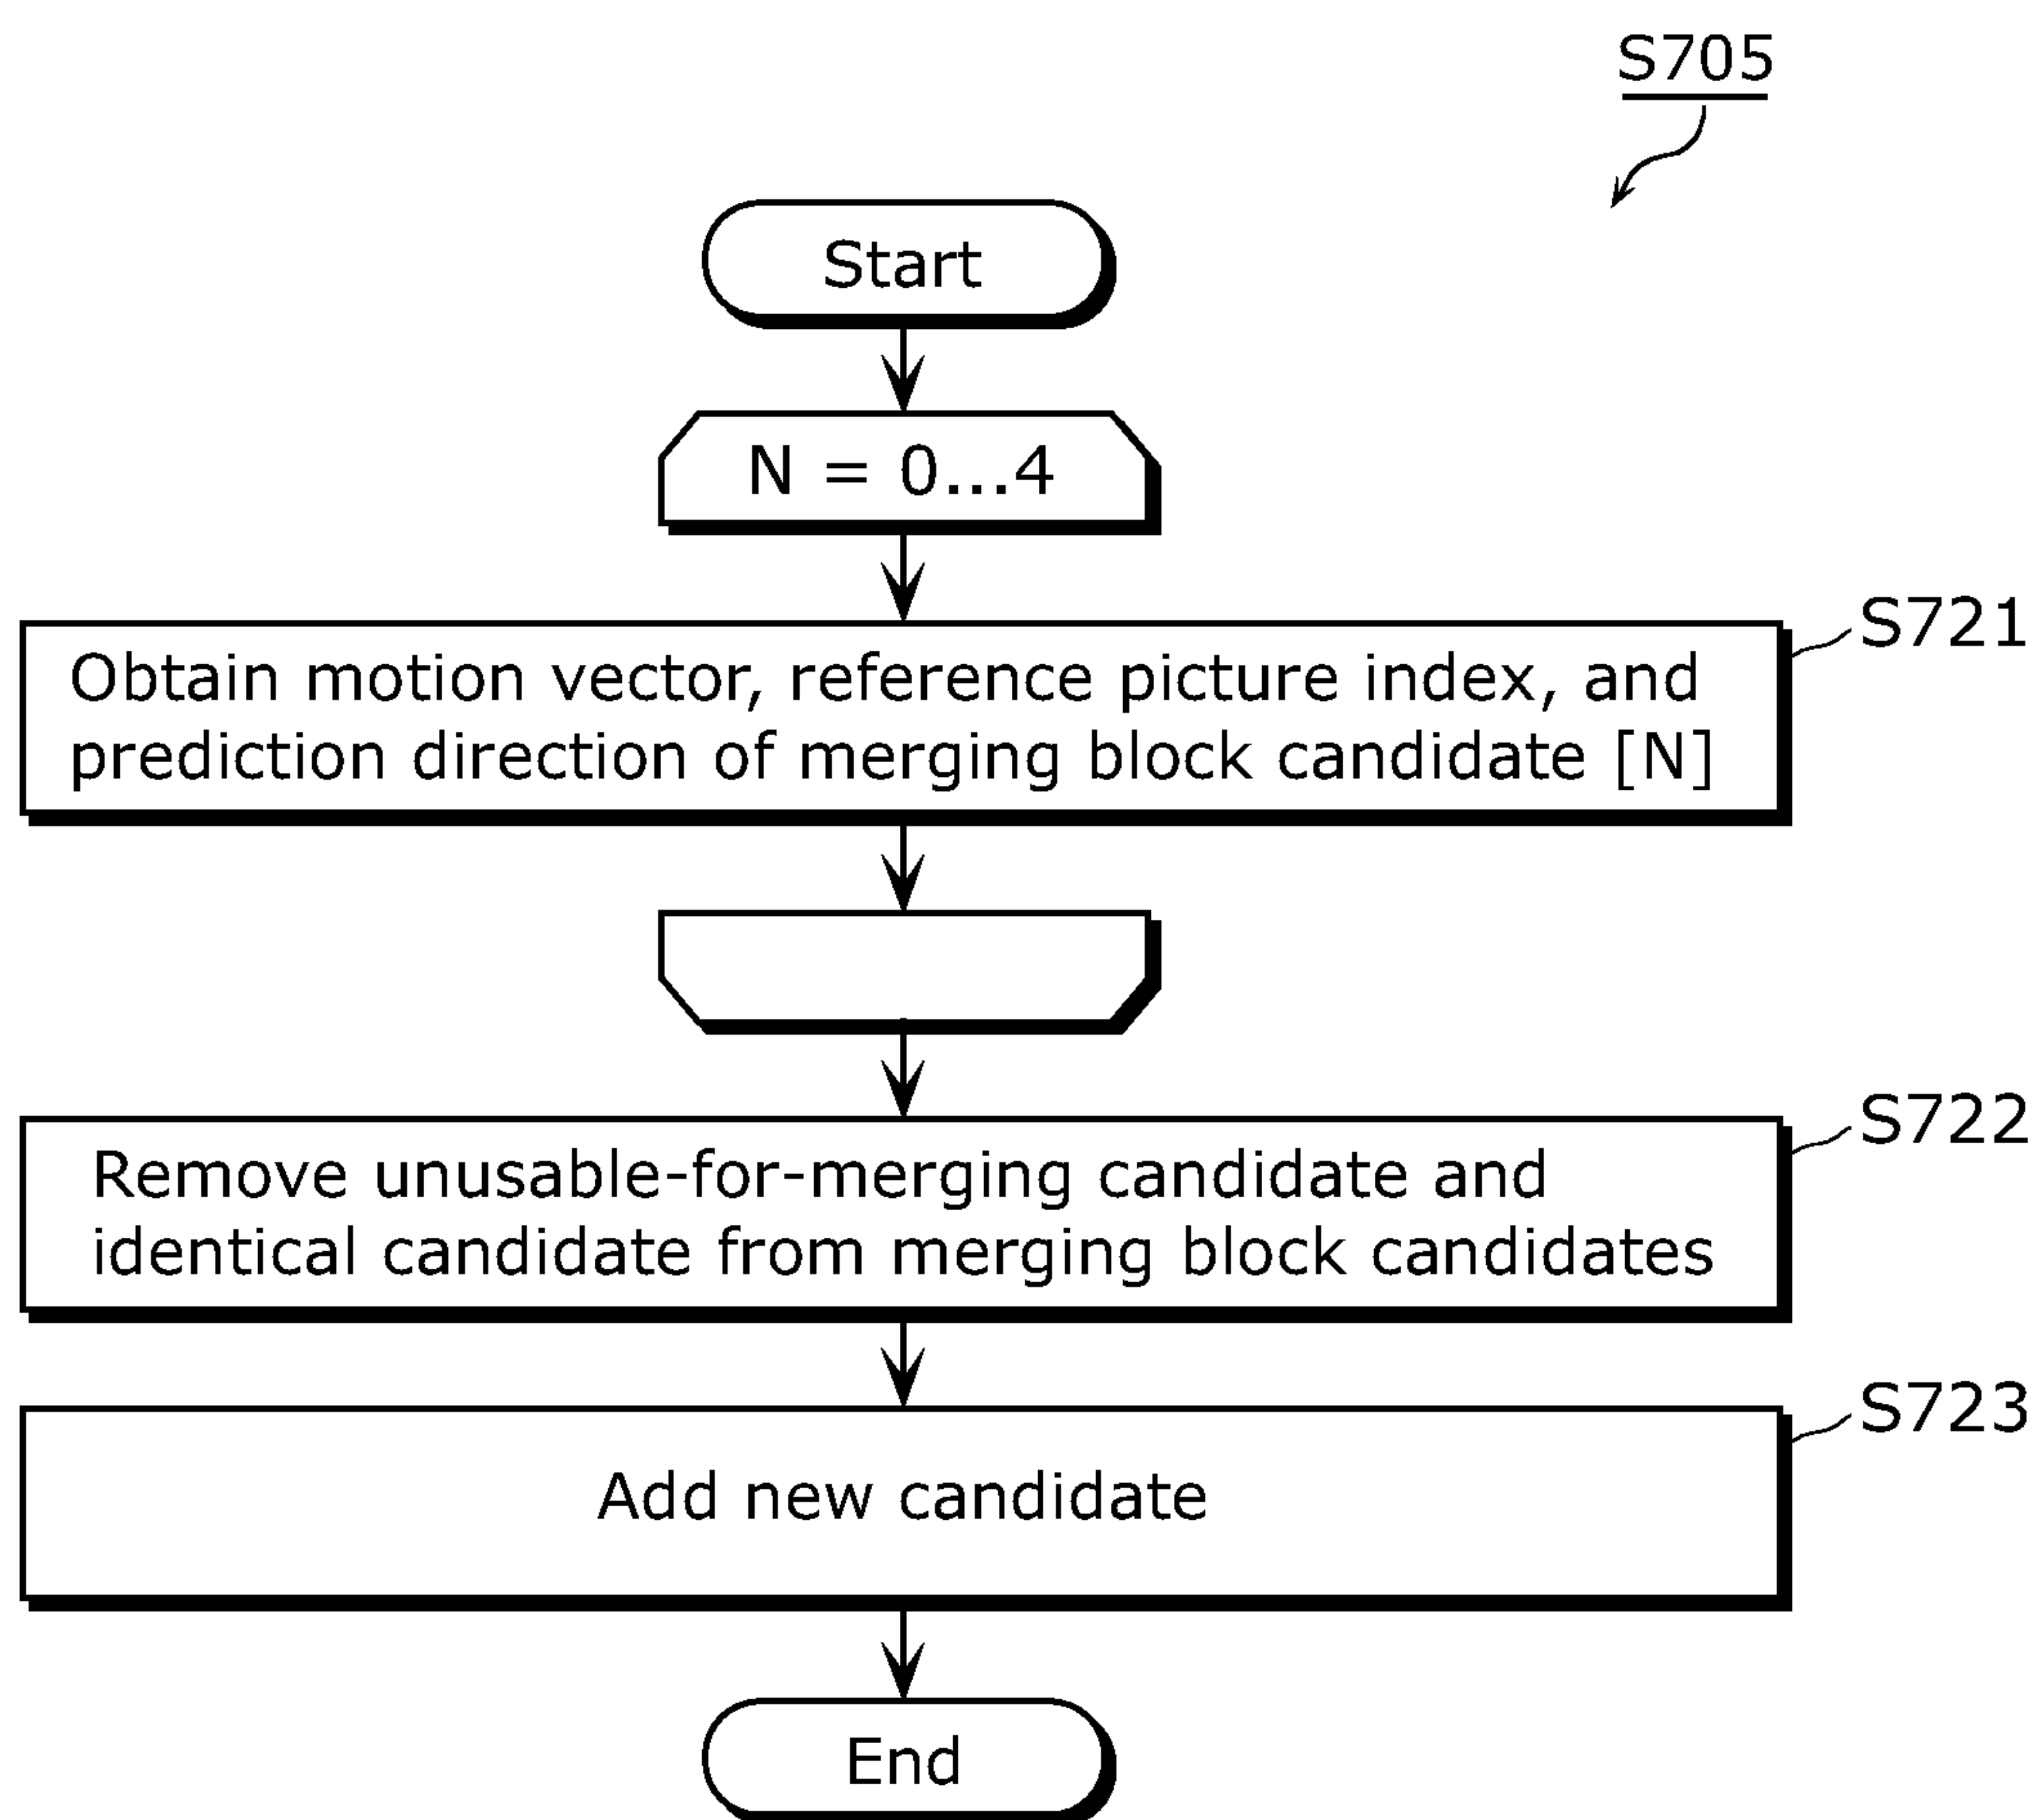 S705
Start
N = 0...4
S721
Obtain motion vector, reference picture index, and
prediction direction of merging block candidate [N]
S722
Remove unusable-for-merging candidate and
identical candidate from merging block candidates
S723
Add new candidate
End